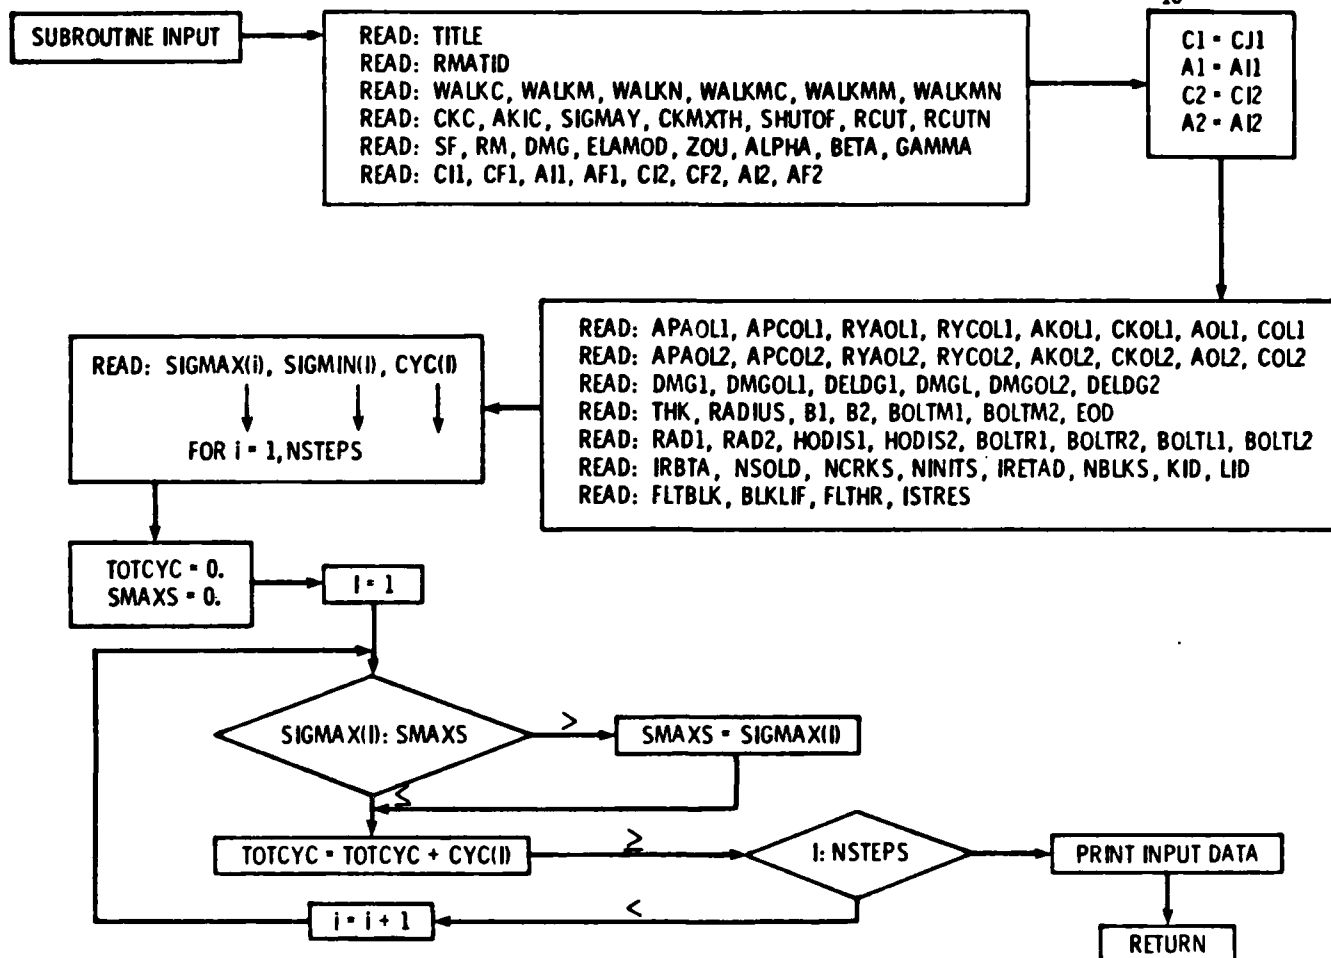 SUBROUTINE INPUT
READ: TITLE
READ: RMATID
READ: WALKC, WALKM, WALKN, WALKMC, WALKMM, WALKMN
READ: CKC, AKIC, SIGMAY, CKMXTH, SHUTOF, RCUT, RCUTN
READ: SF, RM, DMG, ELAMOD, ZOU, ALPHA, BETA, GAMMA
READ: CI1, CF1, AI1, AF1, CI2, CF2, AI2, AF2
C1 = CJ1
A1 = AI1
C2 = CI2
A2 = AI2
READ: APAOL1, APCOL1, RYAOL1, RYCOL1, AKOL1, CKOL1, AOL1, COL1
READ: APAOL2, APCOL2, RYAOL2, RYCOL2, AKOL2, CKOL2, AOL2, COL2
READ: DMG1, DMGOL1, DELDG1, DMGL, DMGOL2, DELDG2
READ: THK, RADIUS, B1, B2, BOLTM1, BOLTM2, EOD
READ: RAD1, RAD2, HODIS1, HODIS2, BOLTR1, BOLTR2, BOLTL1, BOLTL2
READ: IRBTA, NSOLD, NCRKS, NINITS, IRETAD, NBLKS, KID, LID
READ: FLTBLK, BLKLIF, FLTHR, ISTRES
READ: SIGMAX(i), SIGMIN(I), CYC(I)
FOR i = 1, NSTEPS
TOTCYC = 0.
SMAXS = 0.
I = 1
SIGMAX(I): SMAXS
>
SMAXS = SIGMAX(I)
≤
TOTCYC = TOTCYC + CYC(I)
≥
I: NSTEPS
PRINT INPUT DATA
<
i = i + 1
RETURN